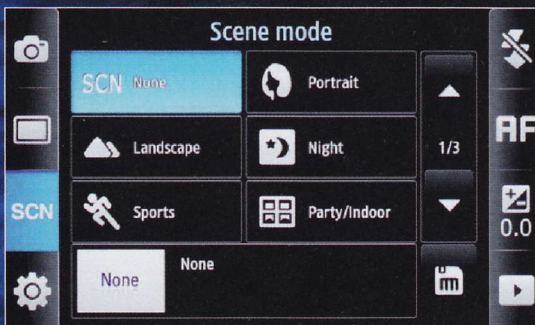 Scene mode
SCN None
Portrait
Landscape
Night
1/3
AF
SCN
Sports
Party/Indoor
0.0
None
None